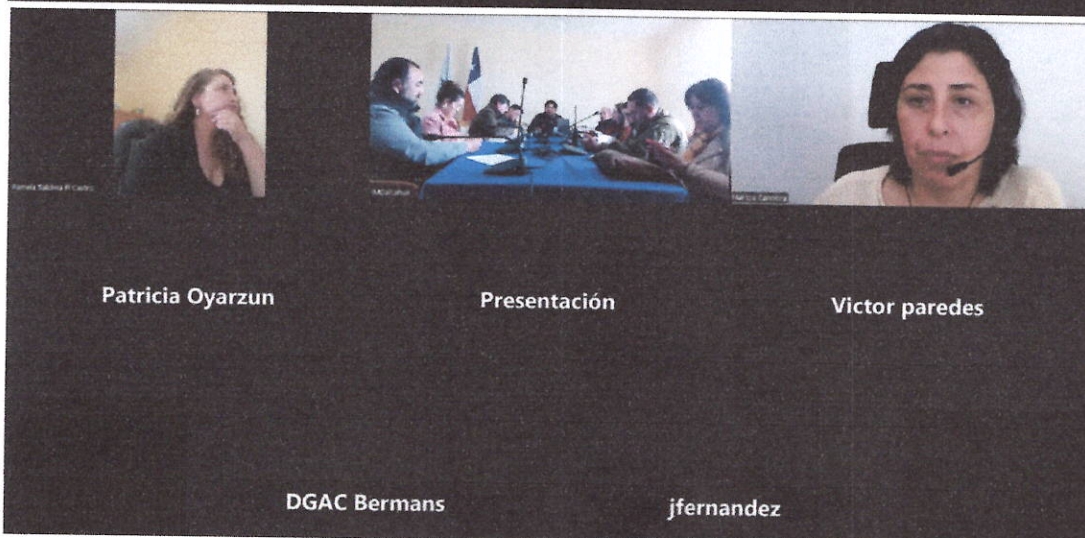 Patricia Oyarzun
Presentación
Victor paredes
DGAC Bermans
jfernandez